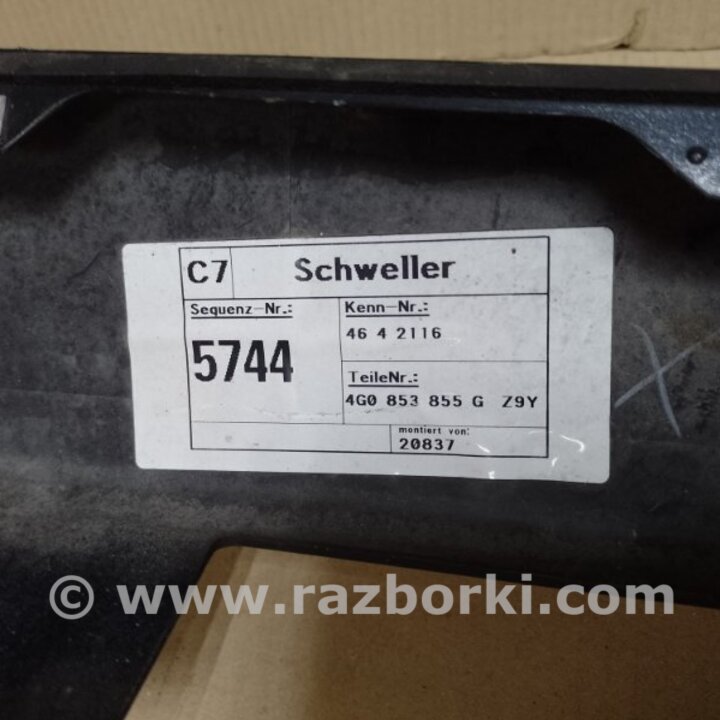 C7 Schweller
Sequenz-Nr.:
5744
Kenn-Nr.:
46 4 2116
TeileNr.:
4G0 853 855 G Z9Y
montiert von:
20837
© www.razborki.com